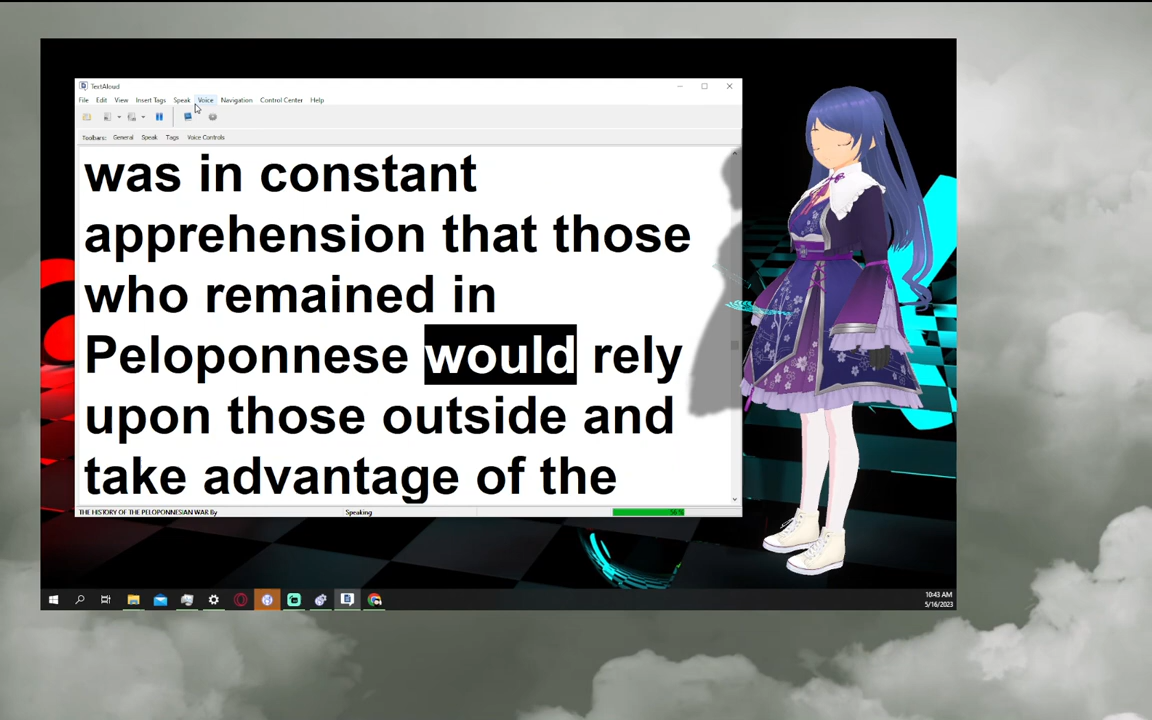 TextAloud
File Edit View Insert Tags Speak Voice Navigation Control Center Help
Toolbars: General Speak Tags Voice Controls
was in constant
apprehension that those
who remained in
Peloponnese would rely
upon those outside and
take advantage of the
THE HISTORY OF THE PELOPONNESIAN WAR By Speaking
10:43 AM
5/16/2023